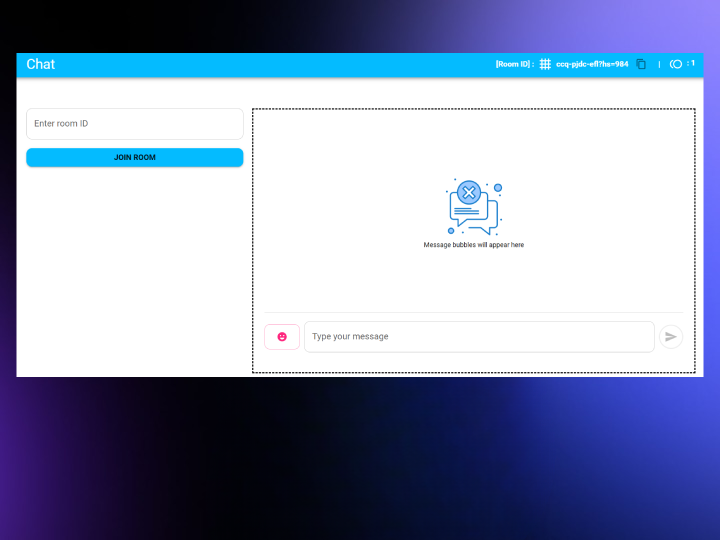 Chat
[Room ID] : ccq-pjdc-efl?hs=984 | : 1
Enter room ID
JOIN ROOM
Message bubbles will appear here
Type your message